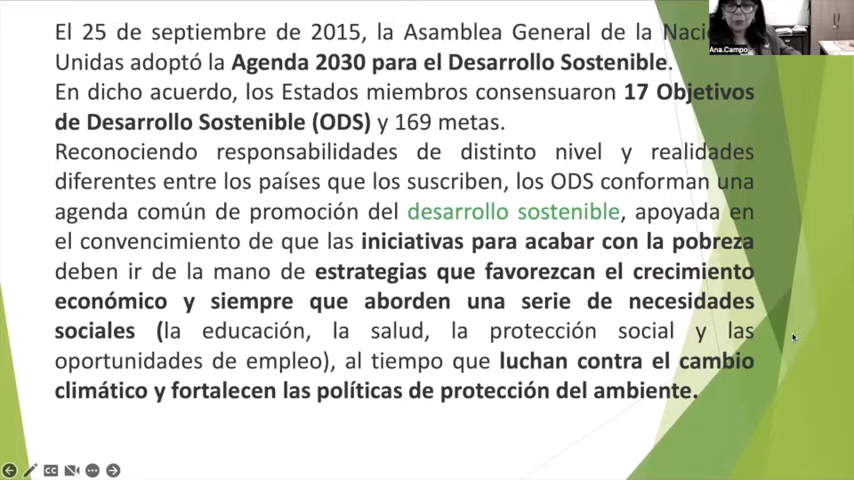 El 25 de septiembre de 2015, la Asamblea General de la
Unidas adoptó la Agenda 2030 para el Desarrollo Sostenible.
En dicho acuerdo, los Estados miembros consensuaron 17 Objetivos
de Desarrollo Sostenible (ODS) y 169 metas.
Reconociendo responsabilidades de distinto nivel y realidades
diferentes entre los países que los suscriben, los ODS conforman una
agenda común de promoción del desarrollo sostenible, apoyada en
el convencimiento de que las iniciativas para acabar con la pobreza
deben ir de la mano de estrategias que favorezcan el crecimiento
económico y siempre que aborden una serie de necesidades
sociales (la educación, la salud, la protección social y las
oportunidades de empleo), al tiempo que luchan contra el cambio
climático y fortalecen las políticas de protección del ambiente.
Ana.Campo
CC